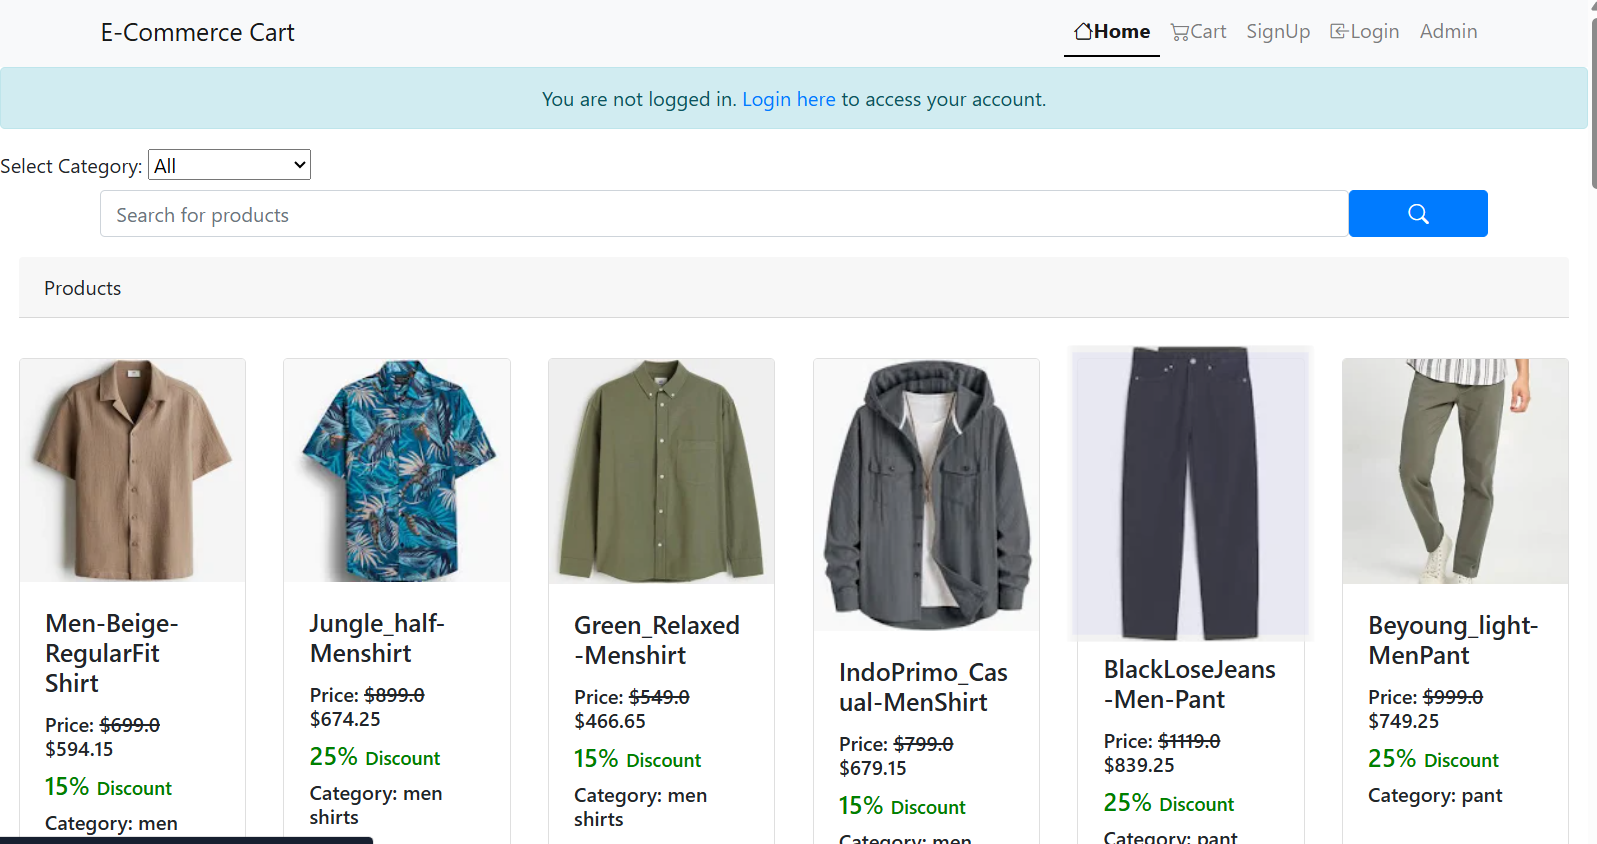 E-Commerce Cart
Home
Cart
SignUp
Login
Admin
You are not logged in. Login here to access your account.
Select Category: All
Search for products
Products
Men-Beige-
RegularFit
Shirt
Price: $699.0
$594.15
15% Discount
Category: men
Jungle_half-
Menshirt
Price: $899.0
$674.25
25% Discount
Category: men
shirts
Green_Relaxed
-Menshirt
Price: $549.0
$466.65
15% Discount
Category: men
shirts
IndoPrimo_Cas
ual-MenShirt
Price: $799.0
$679.15
15% Discount
Category: men
BlackLoseJeans
-Men-Pant
Price: $1119.0
$839.25
25% Discount
Category: pant
Beyoung_light-
MenPant
Price: $999.0
$749.25
25% Discount
Category: pant